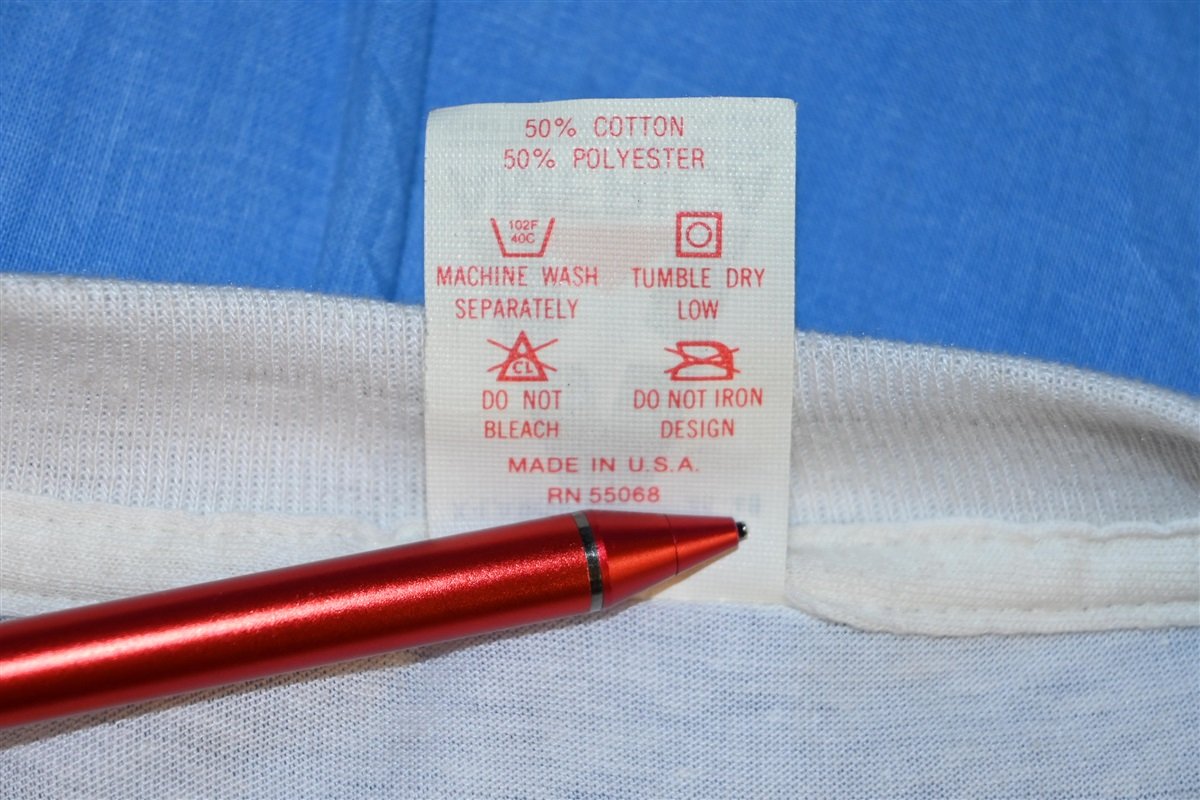 50% COTTON
50% POLYESTER
102F
40C
MACHINE WASH
SEPARATELY
TUMBLE DRY
LOW
CL
DO NOT
BLEACH
DO NOT IRON
DESIGN
MADE IN U.S.A.
RN 55068